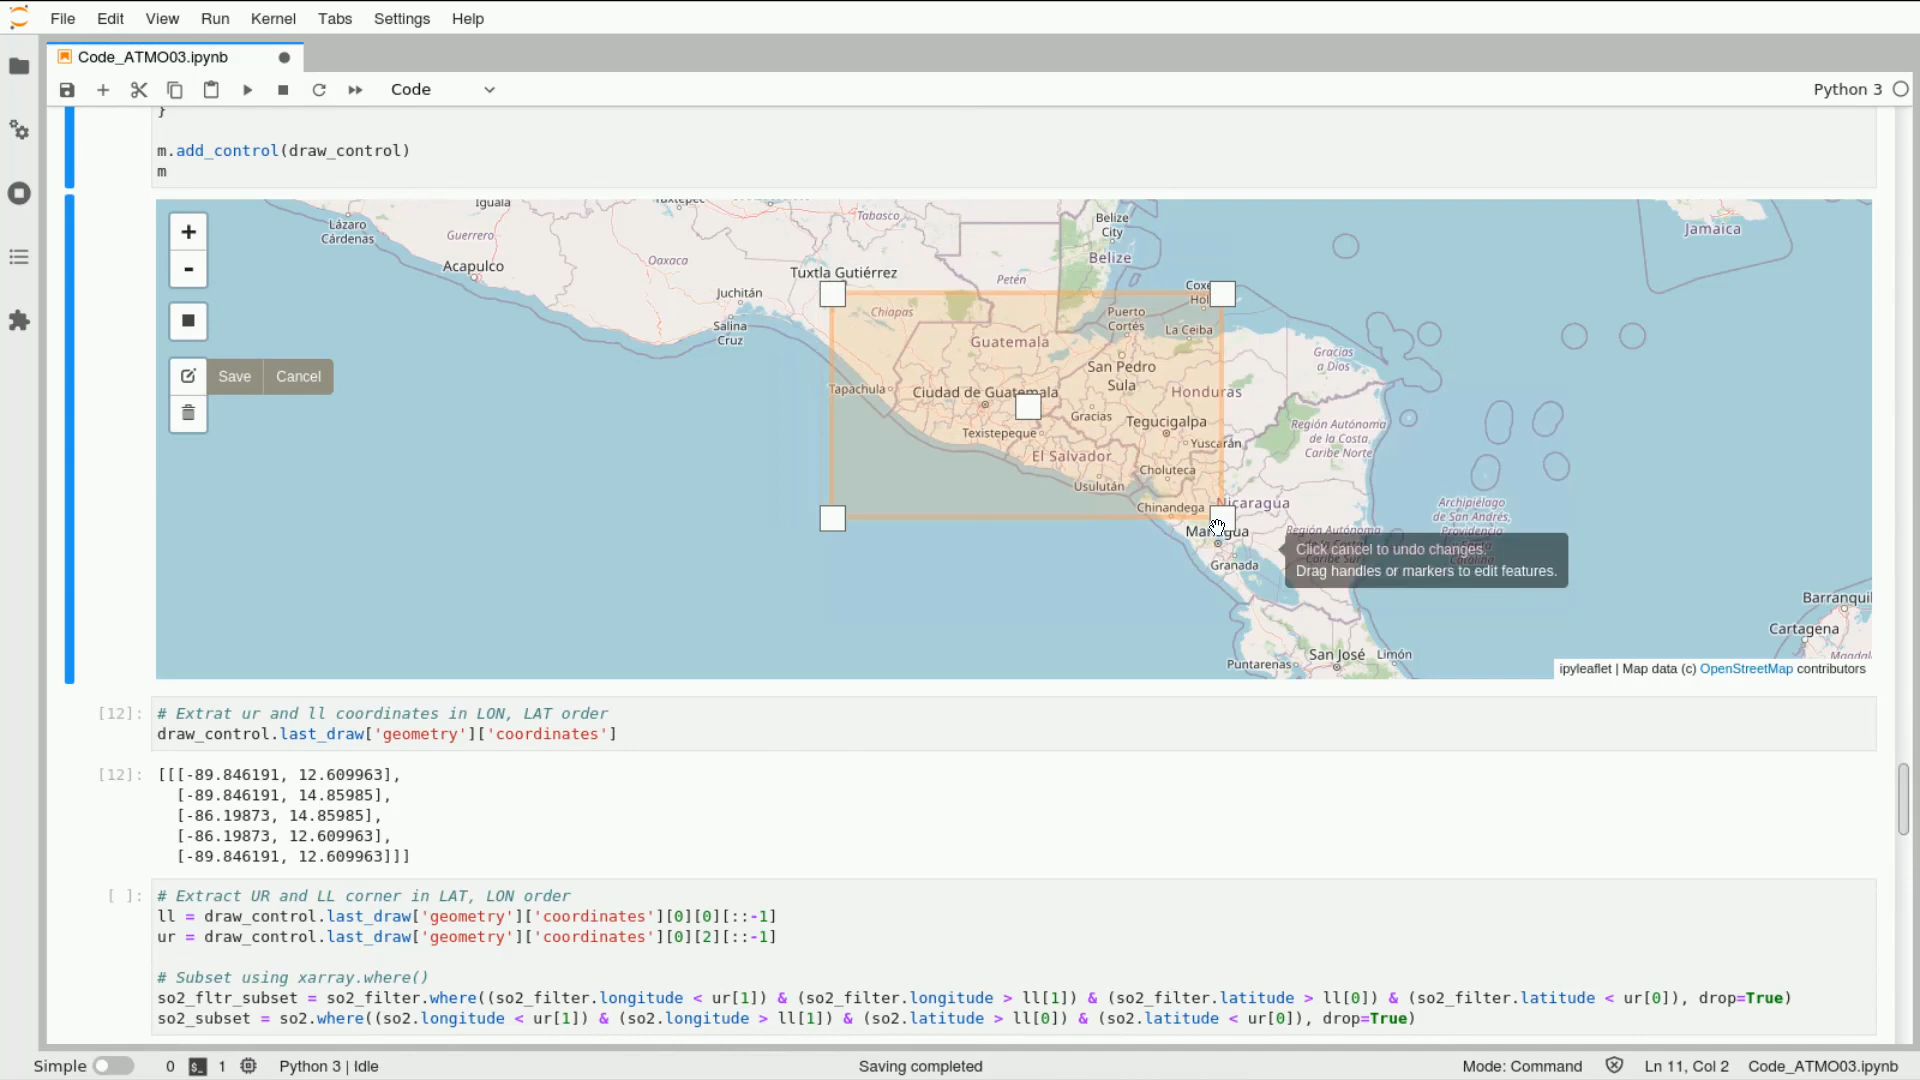 File Edit View Run Kernel Tabs Settings Help
Code_ATMO03.ipynb
Code
Python 3
}
m.add_control(draw_control)
m
Iguala
Lázaro
Cárdenas
Guerrero
Acapulco
Oaxaca
Tabasco
Tuxtla Gutiérrez
Juchitán
Salina
Cruz
Petén
Belize
City
Belize
Jamaica
+
-
Save Cancel
Chiapas
Puerto
Cortés
La Ceiba
Guatemala
San Pedro
Sula
Tapachula
Ciudad de Guatemala
Honduras
Gracias
Tegucigalpa
Texistepeque
Yuscarán
El Salvador
Choluteca
Usulután
Chinandega
Nicaragua
Managua
Granada
Gracias
a Dios
Región Autónoma
de la Costa
Caribe Norte
Región Autónoma
Archipiélago
de San Andrés,
Providencia
Click cancel to undo changes.
Drag handles or markers to edit features.
Puntarenas
San José
Limón
Barranquil
Cartagena
ipyleaflet | Map data (c) OpenStreetMap contributors
[12]: # Extrat ur and ll coordinates in LON, LAT order
draw_control.last_draw['geometry']['coordinates']
[12]: [[[-89.846191, 12.609963],
[-89.846191, 14.85985],
[-86.19873, 14.85985],
[-86.19873, 12.609963],
[-89.846191, 12.609963]]]
[ ]: # Extract UR and LL corner in LAT, LON order
ll = draw_control.last_draw['geometry']['coordinates'][0][0][::-1]
ur = draw_control.last_draw['geometry']['coordinates'][0][2][::-1]
# Subset using xarray.where()
so2_fltr_subset = so2_filter.where((so2_filter.longitude < ur[1]) & (so2_filter.longitude > ll[1]) & (so2_filter.latitude > ll[0]) & (so2_filter.latitude < ur[0]), drop=True)
so2_subset = so2.where((so2.longitude < ur[1]) & (so2.longitude > ll[1]) & (so2.latitude > ll[0]) & (so2.latitude < ur[0]), drop=True)
Simple 0 1 Python 3 | Idle Saving completed Mode: Command Ln 11, Col 2 Code_ATMO03.ipynb